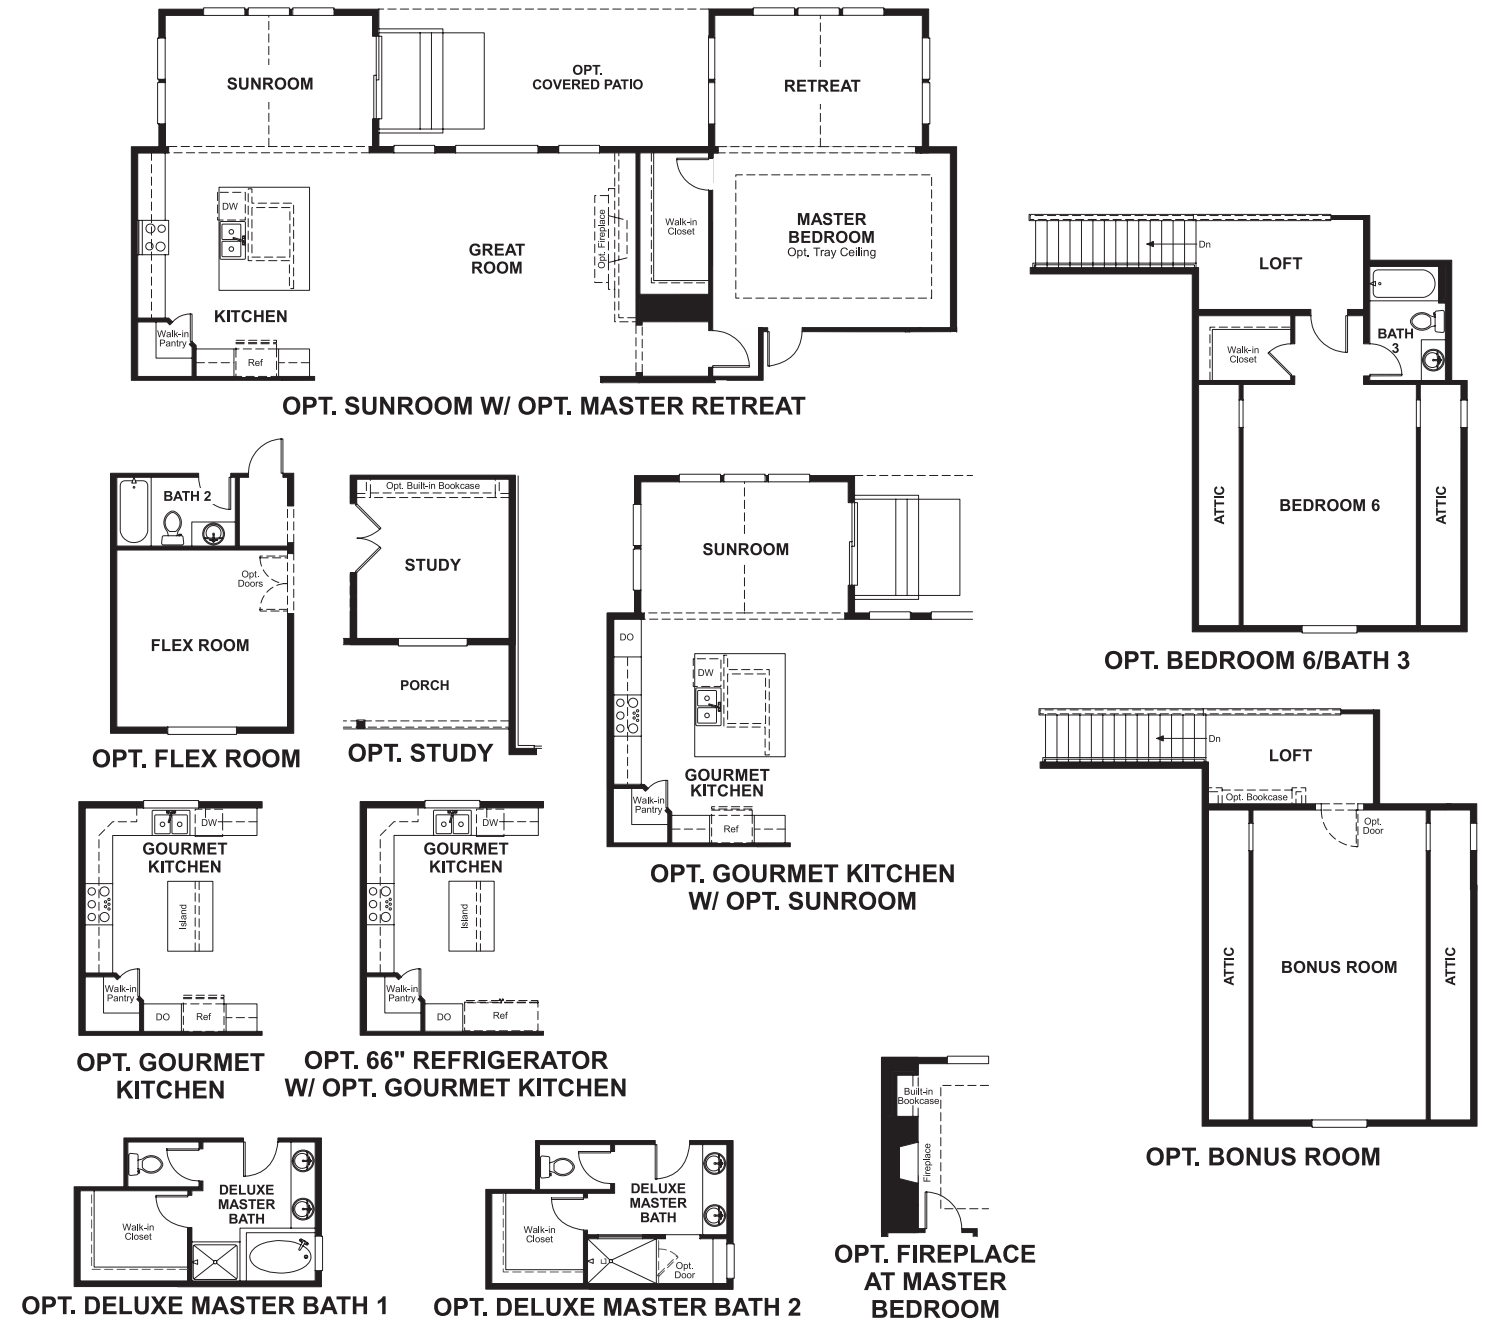 SUNROOM
OPT.
COVERED PATIO
RETREAT
DW
KITCHEN
Walk-in
Pantry
Ref
GREAT
ROOM
Opt. Fireplace
Walk-in
Closet
MASTER
BEDROOM
Opt. Tray Ceiling
OPT. SUNROOM W/ OPT. MASTER RETREAT
Dn
LOFT
BATH
3
Walk-in
Closet
ATTIC
BEDROOM 6
ATTIC
OPT. BEDROOM 6/BATH 3
BATH 2
Opt.
Doors
FLEX ROOM
OPT. FLEX ROOM
Opt. Built-in Bookcase
STUDY
PORCH
OPT. STUDY
SUNROOM
DO
DW
GOURMET
KITCHEN
Walk-in
Pantry
Ref
OPT. GOURMET KITCHEN
W/ OPT. SUNROOM
Dn
LOFT
Opt. Bookcase
Opt.
Door
ATTIC
BONUS ROOM
ATTIC
OPT. BONUS ROOM
DW
GOURMET
KITCHEN
Island
Walk-in
Pantry
DO
Ref
OPT. GOURMET
KITCHEN
DW
GOURMET
KITCHEN
Island
Walk-in
Pantry
DO
Ref
OPT. 66" REFRIGERATOR
W/ OPT. GOURMET KITCHEN
Built-in
Bookcase
Fireplace
OPT. FIREPLACE
AT MASTER
BEDROOM
DELUXE
MASTER
BATH
Walk-in
Closet
OPT. DELUXE MASTER BATH 1
DELUXE
MASTER
BATH
Walk-in
Closet
Opt.
Door
OPT. DELUXE MASTER BATH 2